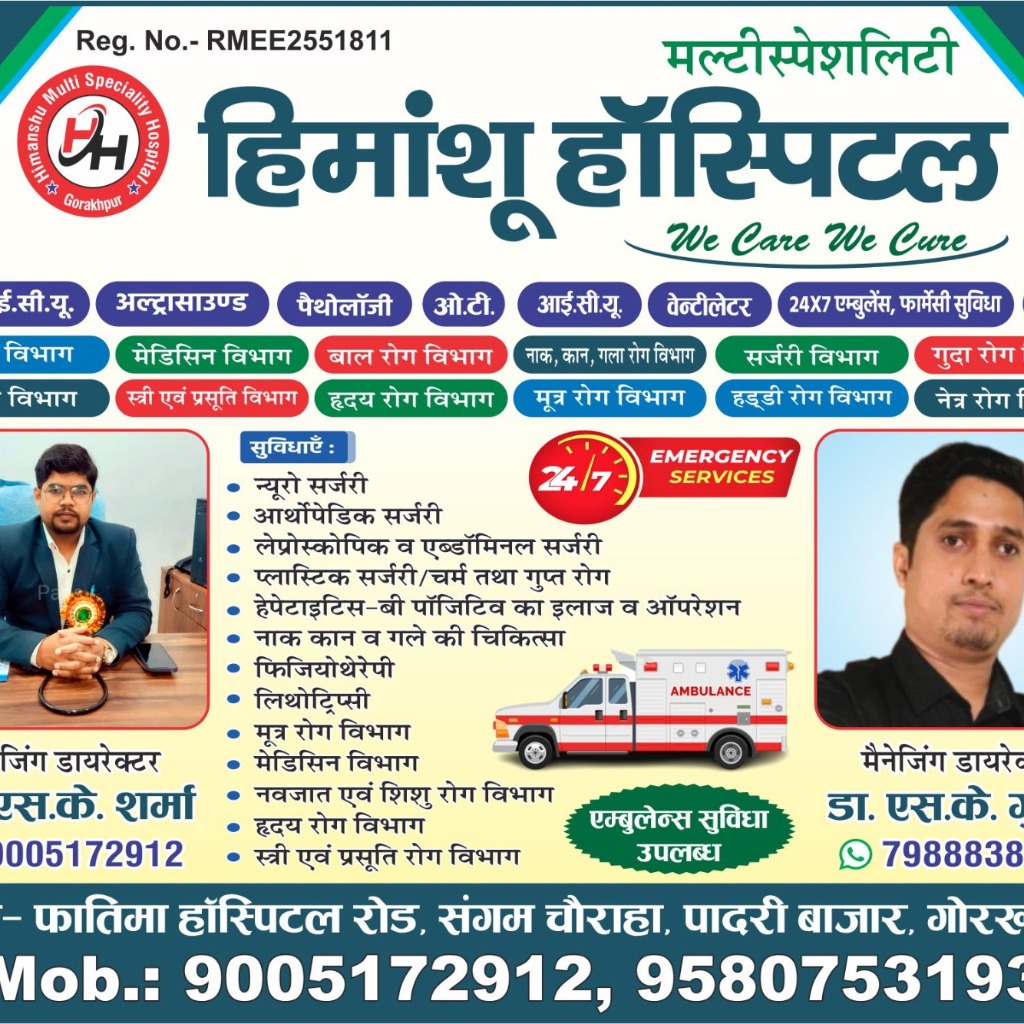 Reg. No.- RMEE2551811
मल्टीस्पेशलिटी
Himanshu Multi Speciality Hospital
HH
Gorakhpur
हिमांशू हॉस्पिटल
We Care We Cure
ई.सी.यू. अल्ट्रासाउण्ड पैथोलॉजी ओ.टी. आई.सी.यू. वेन्टीलेटर 24X7 एम्बुलेंस, फार्मेसी सुविधा
विभाग मेडिसिन विभाग बाल रोग विभाग नाक, कान, गला रोग विभाग सर्जरी विभाग गुदा रोग
विभाग स्त्री एवं प्रसूति विभाग हृदय रोग विभाग मूत्र रोग विभाग हड्डी रोग विभाग नेत्र रोग
सुविधाएँ :
24/7 EMERGENCY SERVICES
• न्यूरो सर्जरी
• आर्थोपेडिक सर्जरी
• लेप्रोस्कोपिक व एब्डॉमिनल सर्जरी
• प्लास्टिक सर्जरी/चर्म तथा गुप्त रोग
• हेपेटाइटिस-बी पॉजिटिव का इलाज व ऑपरेशन
• नाक कान व गले की चिकित्सा
• फिजियोथेरेपी
• लिथोट्रिप्सी
• मूत्र रोग विभाग
• मेडिसिन विभाग
• नवजात एवं शिशु रोग विभाग
• हृदय रोग विभाग
• स्त्री एवं प्रसूति रोग विभाग
AMBULANCE
एम्बुलेन्स सुविधा
उपलब्ध
जिंग डायरेक्टर
एस.के. शर्मा
9005172912
मैनेजिंग डायरेक
डा. एस.के.
7988838
– फातिमा हॉस्पिटल रोड, संगम चौराहा, पादरी बाजार, गोरख
Mob.: 9005172912, 958075319